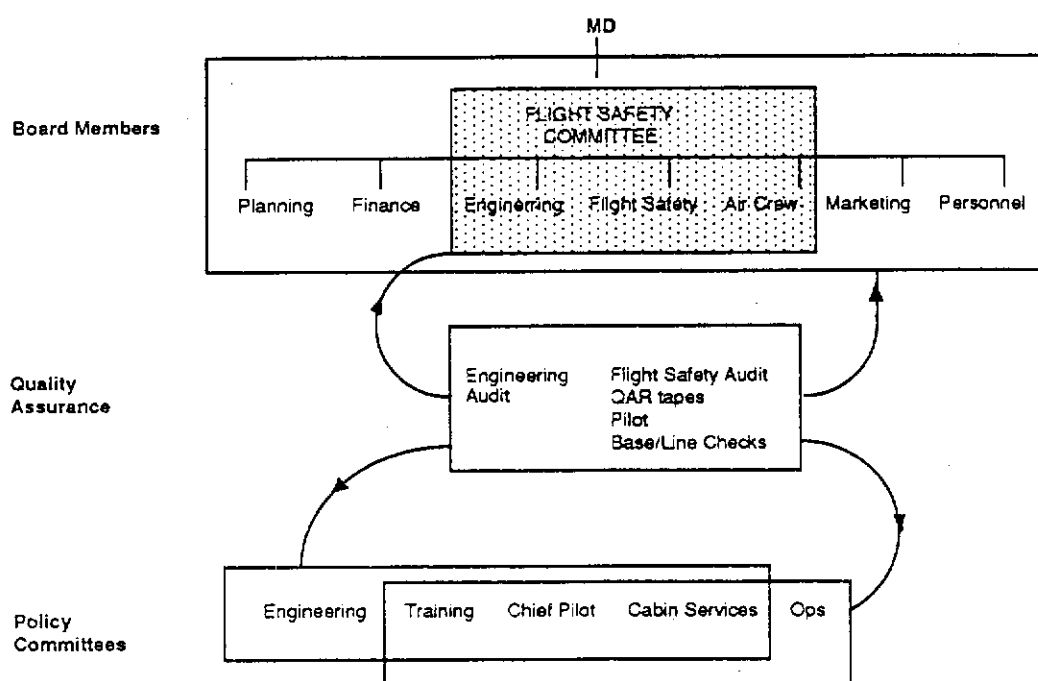 MD
Board Members
FLIGHT SAFETY
COMMITTEE
Planning Finance Enginerring Flight Safety Air Crew Marketing Personnel
Quality
Assurance
Engineering
Audit
Flight Safety Audit
QAR tapes
Pilot
Base/Line Checks
Policy
Committees
Engineering Training Chief Pilot Cabin Services Ops